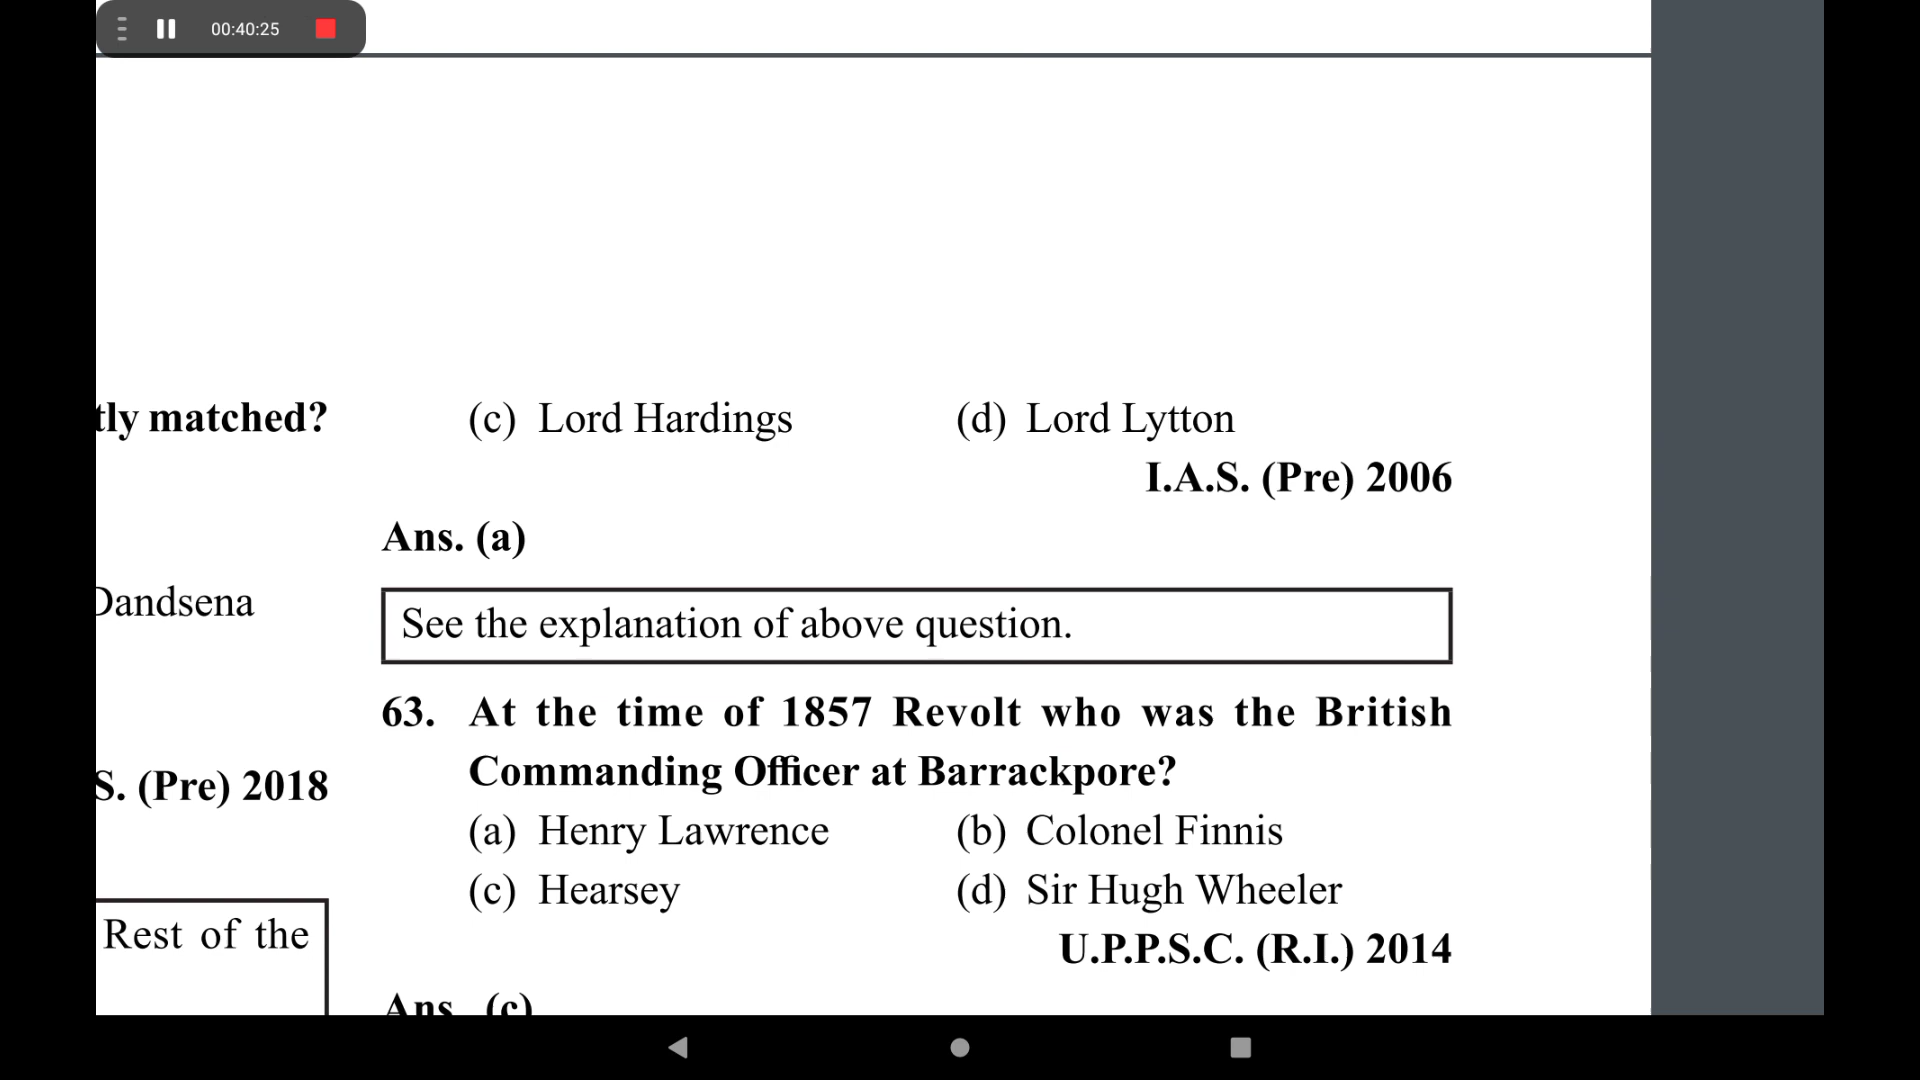 00:40:25
tly matched?
Dandsena
S. (Pre) 2018
Rest of the
(c) Lord Hardings (d) Lord Lytton
I.A.S. (Pre) 2006
Ans. (a)
See the explanation of above question.
63. At the time of 1857 Revolt who was the British
Commanding Officer at Barrackpore?
(a) Henry Lawrence (b) Colonel Finnis
(c) Hearsey (d) Sir Hugh Wheeler
U.P.P.S.C. (R.I.) 2014
Ans. (c)